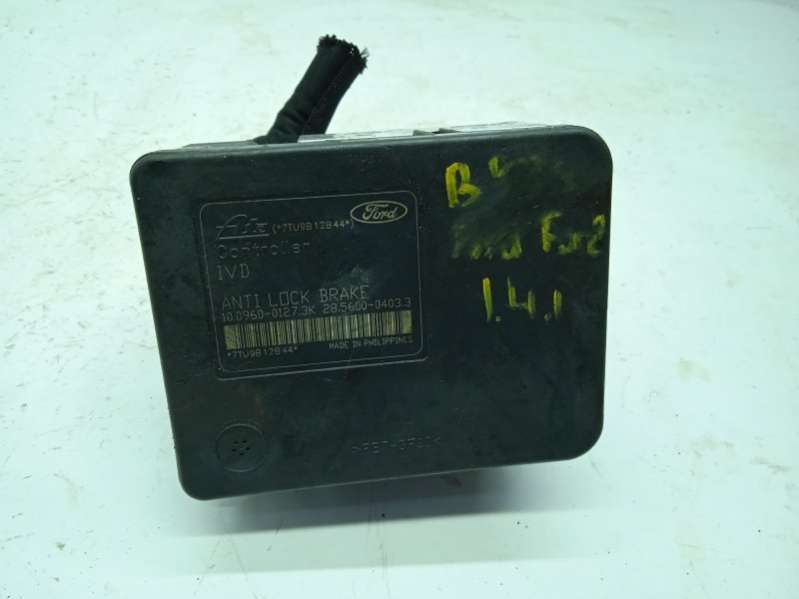 Ate (*7TU9B12844*) Ford
Controller
IVD
ANTI LOCK BRAKE
10.0960-0127.3K 28.5600-0403.3
*7TU9B12844* MADE IN PHILIPPINES
B
1.4.i